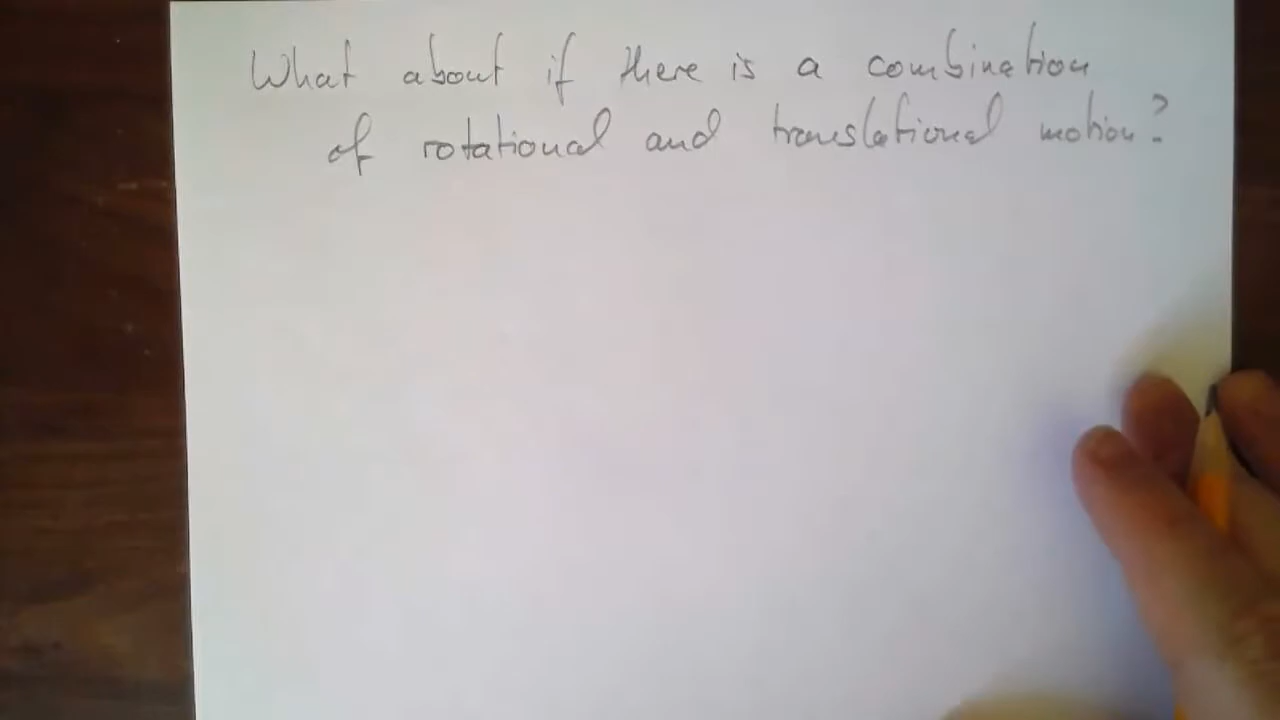 What about if there is a combination
of rotational and translational motion?